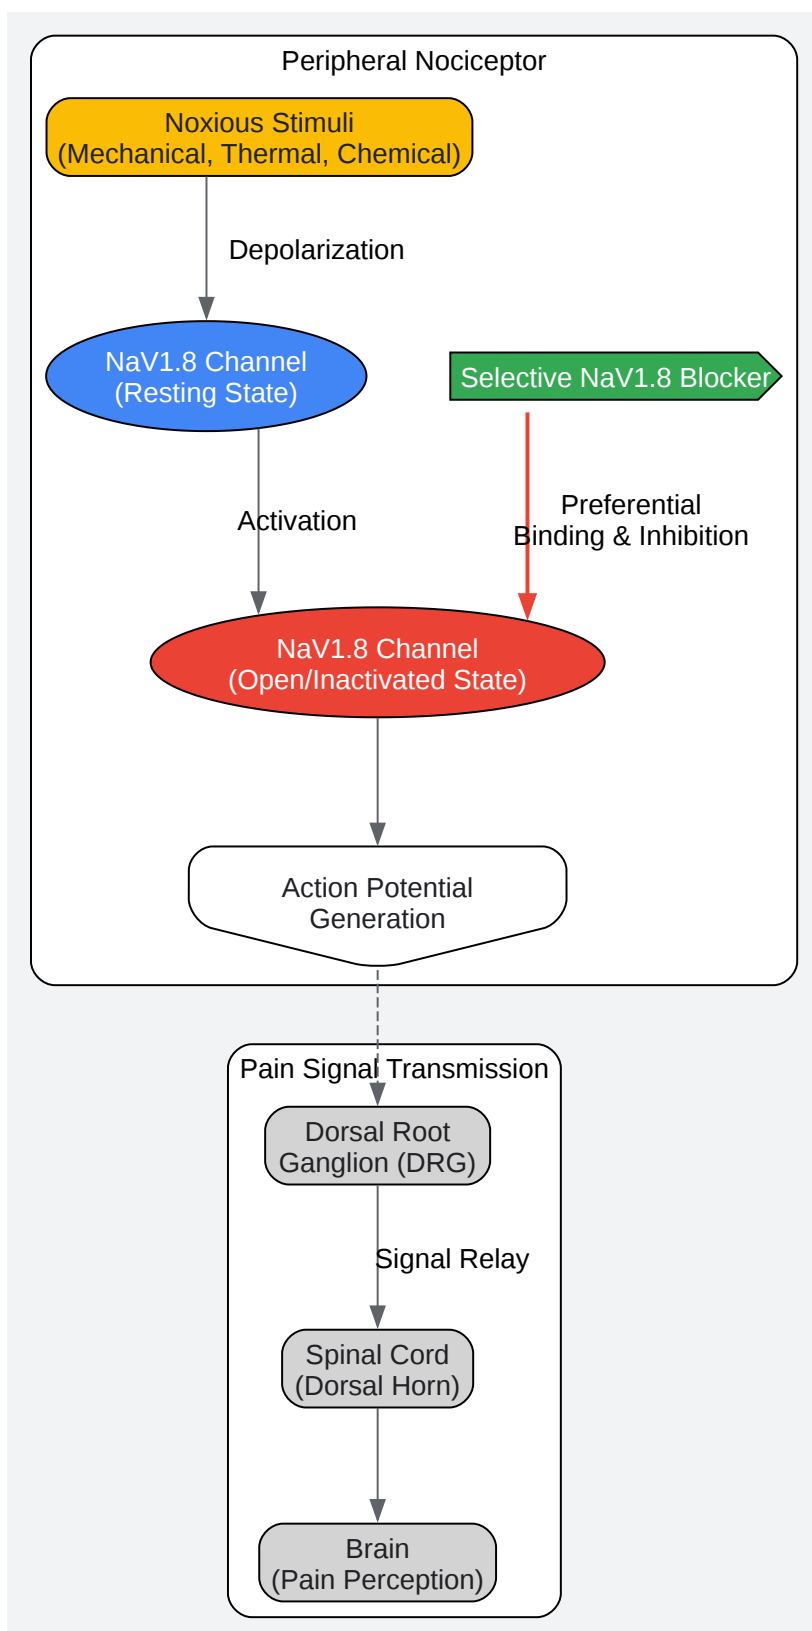 Peripheral Nociceptor
Noxious Stimuli
(Mechanical, Thermal, Chemical)
Depolarization
NaV1.8 Channel
(Resting State)
Selective NaV1.8 Blocker
Activation
Preferential
Binding & Inhibition
NaV1.8 Channel
(Open/Inactivated State)
Action Potential
Generation
Pain Signal Transmission
Dorsal Root
Ganglion (DRG)
Signal Relay
Spinal Cord
(Dorsal Horn)
Brain
(Pain Perception)